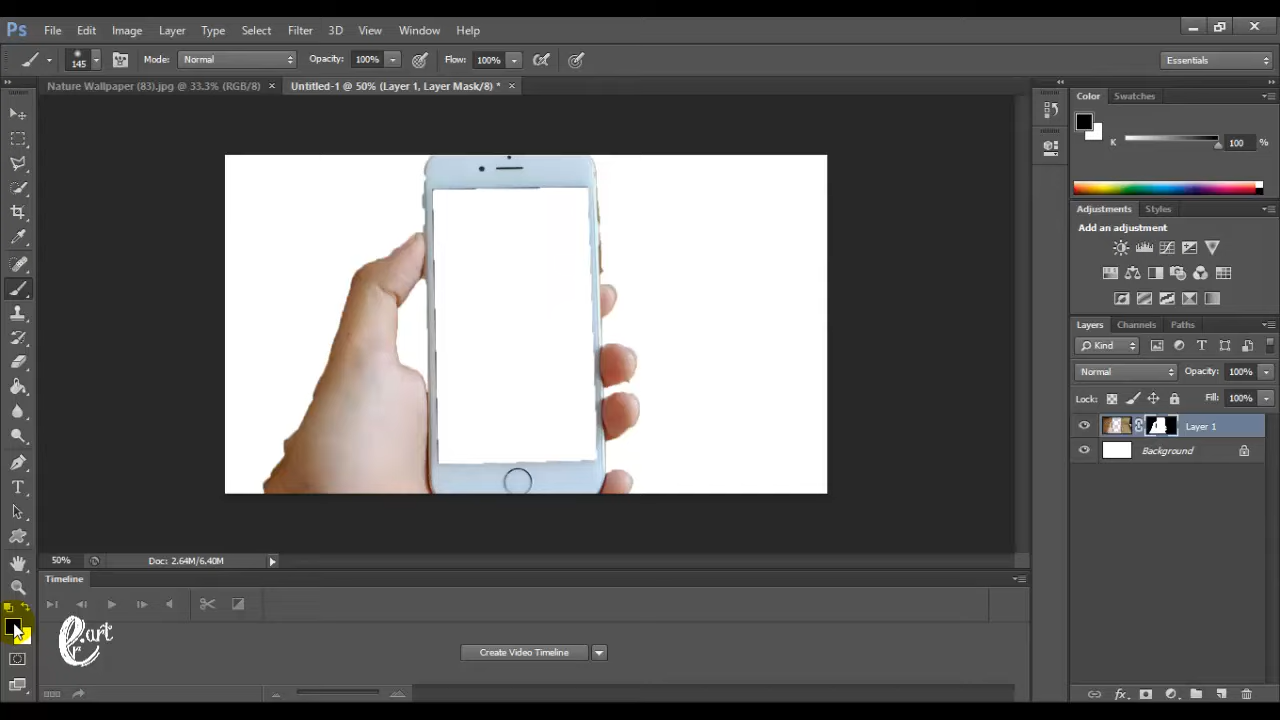 Ps File Edit Image Layer Type Select Filter 3D View Window Help
145 Mode: Normal Opacity: 100% Flow: 100% Essentials
Nature Wallpaper (83).jpg @ 33.3% (RGB/8) × Untitled-1 @ 50% (Layer 1, Layer Mask/8) * ×
Color Swatches
K 100 %
Adjustments Styles
Add an adjustment
Layers Channels Paths
Kind
Normal Opacity: 100%
Lock: Fill: 100%
Layer 1
Background
50% Doc: 2.64M/6.40M
Timeline
Create Video Timeline